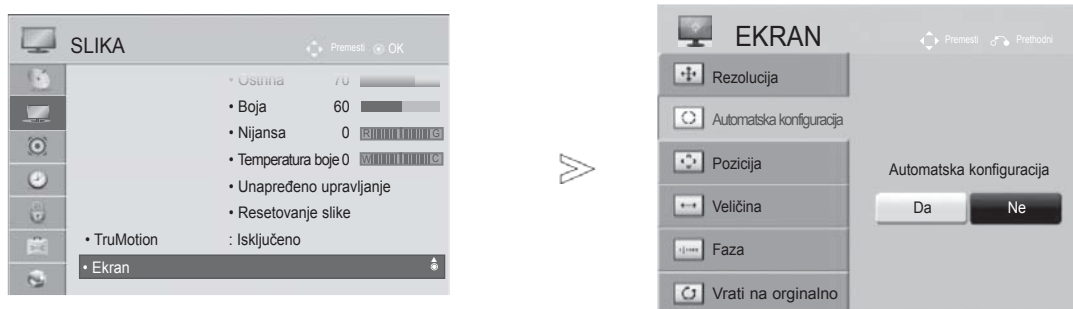 SLIKA
Premesti OK
• Oštrina 70
• Boja 60
• Nijansa 0 R G
• Temperatura boje 0 W C
• Unapređeno upravljanje
• Resetovanje slike
• TruMotion : Isključeno
• Ekran
EKRAN
Premesti Prethodni
Rezolucija
Automatska konfiguracija
Pozicija
Veličina
Faza
Vrati na orginalno
Automatska konfiguracija
Da Ne